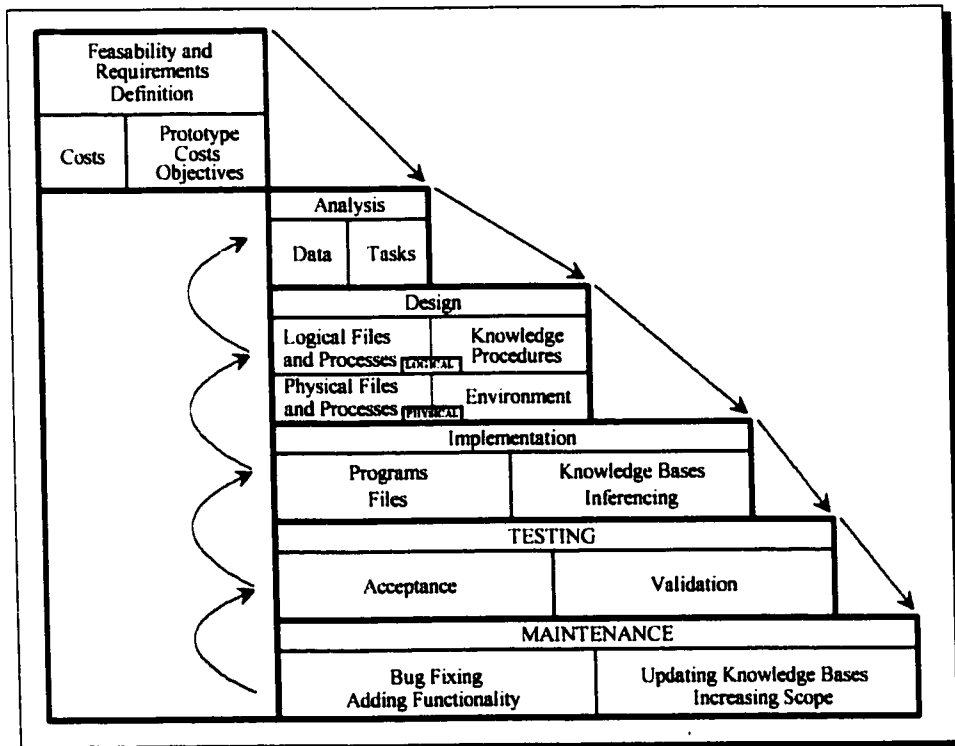 Feasability and
Requirements
Definition
Costs
Prototype
Costs
Objectives
Analysis
Data
Tasks
Design
Logical Files
and Processes
LOGICAL
Knowledge
Procedures
Physical Files
and Processes
PHYSICAL
Environment
Implementation
Programs
Files
Knowledge Bases
Inferencing
TESTING
Acceptance
Validation
MAINTENANCE
Bug Fixing
Adding Functionality
Updating Knowledge Bases
Increasing Scope